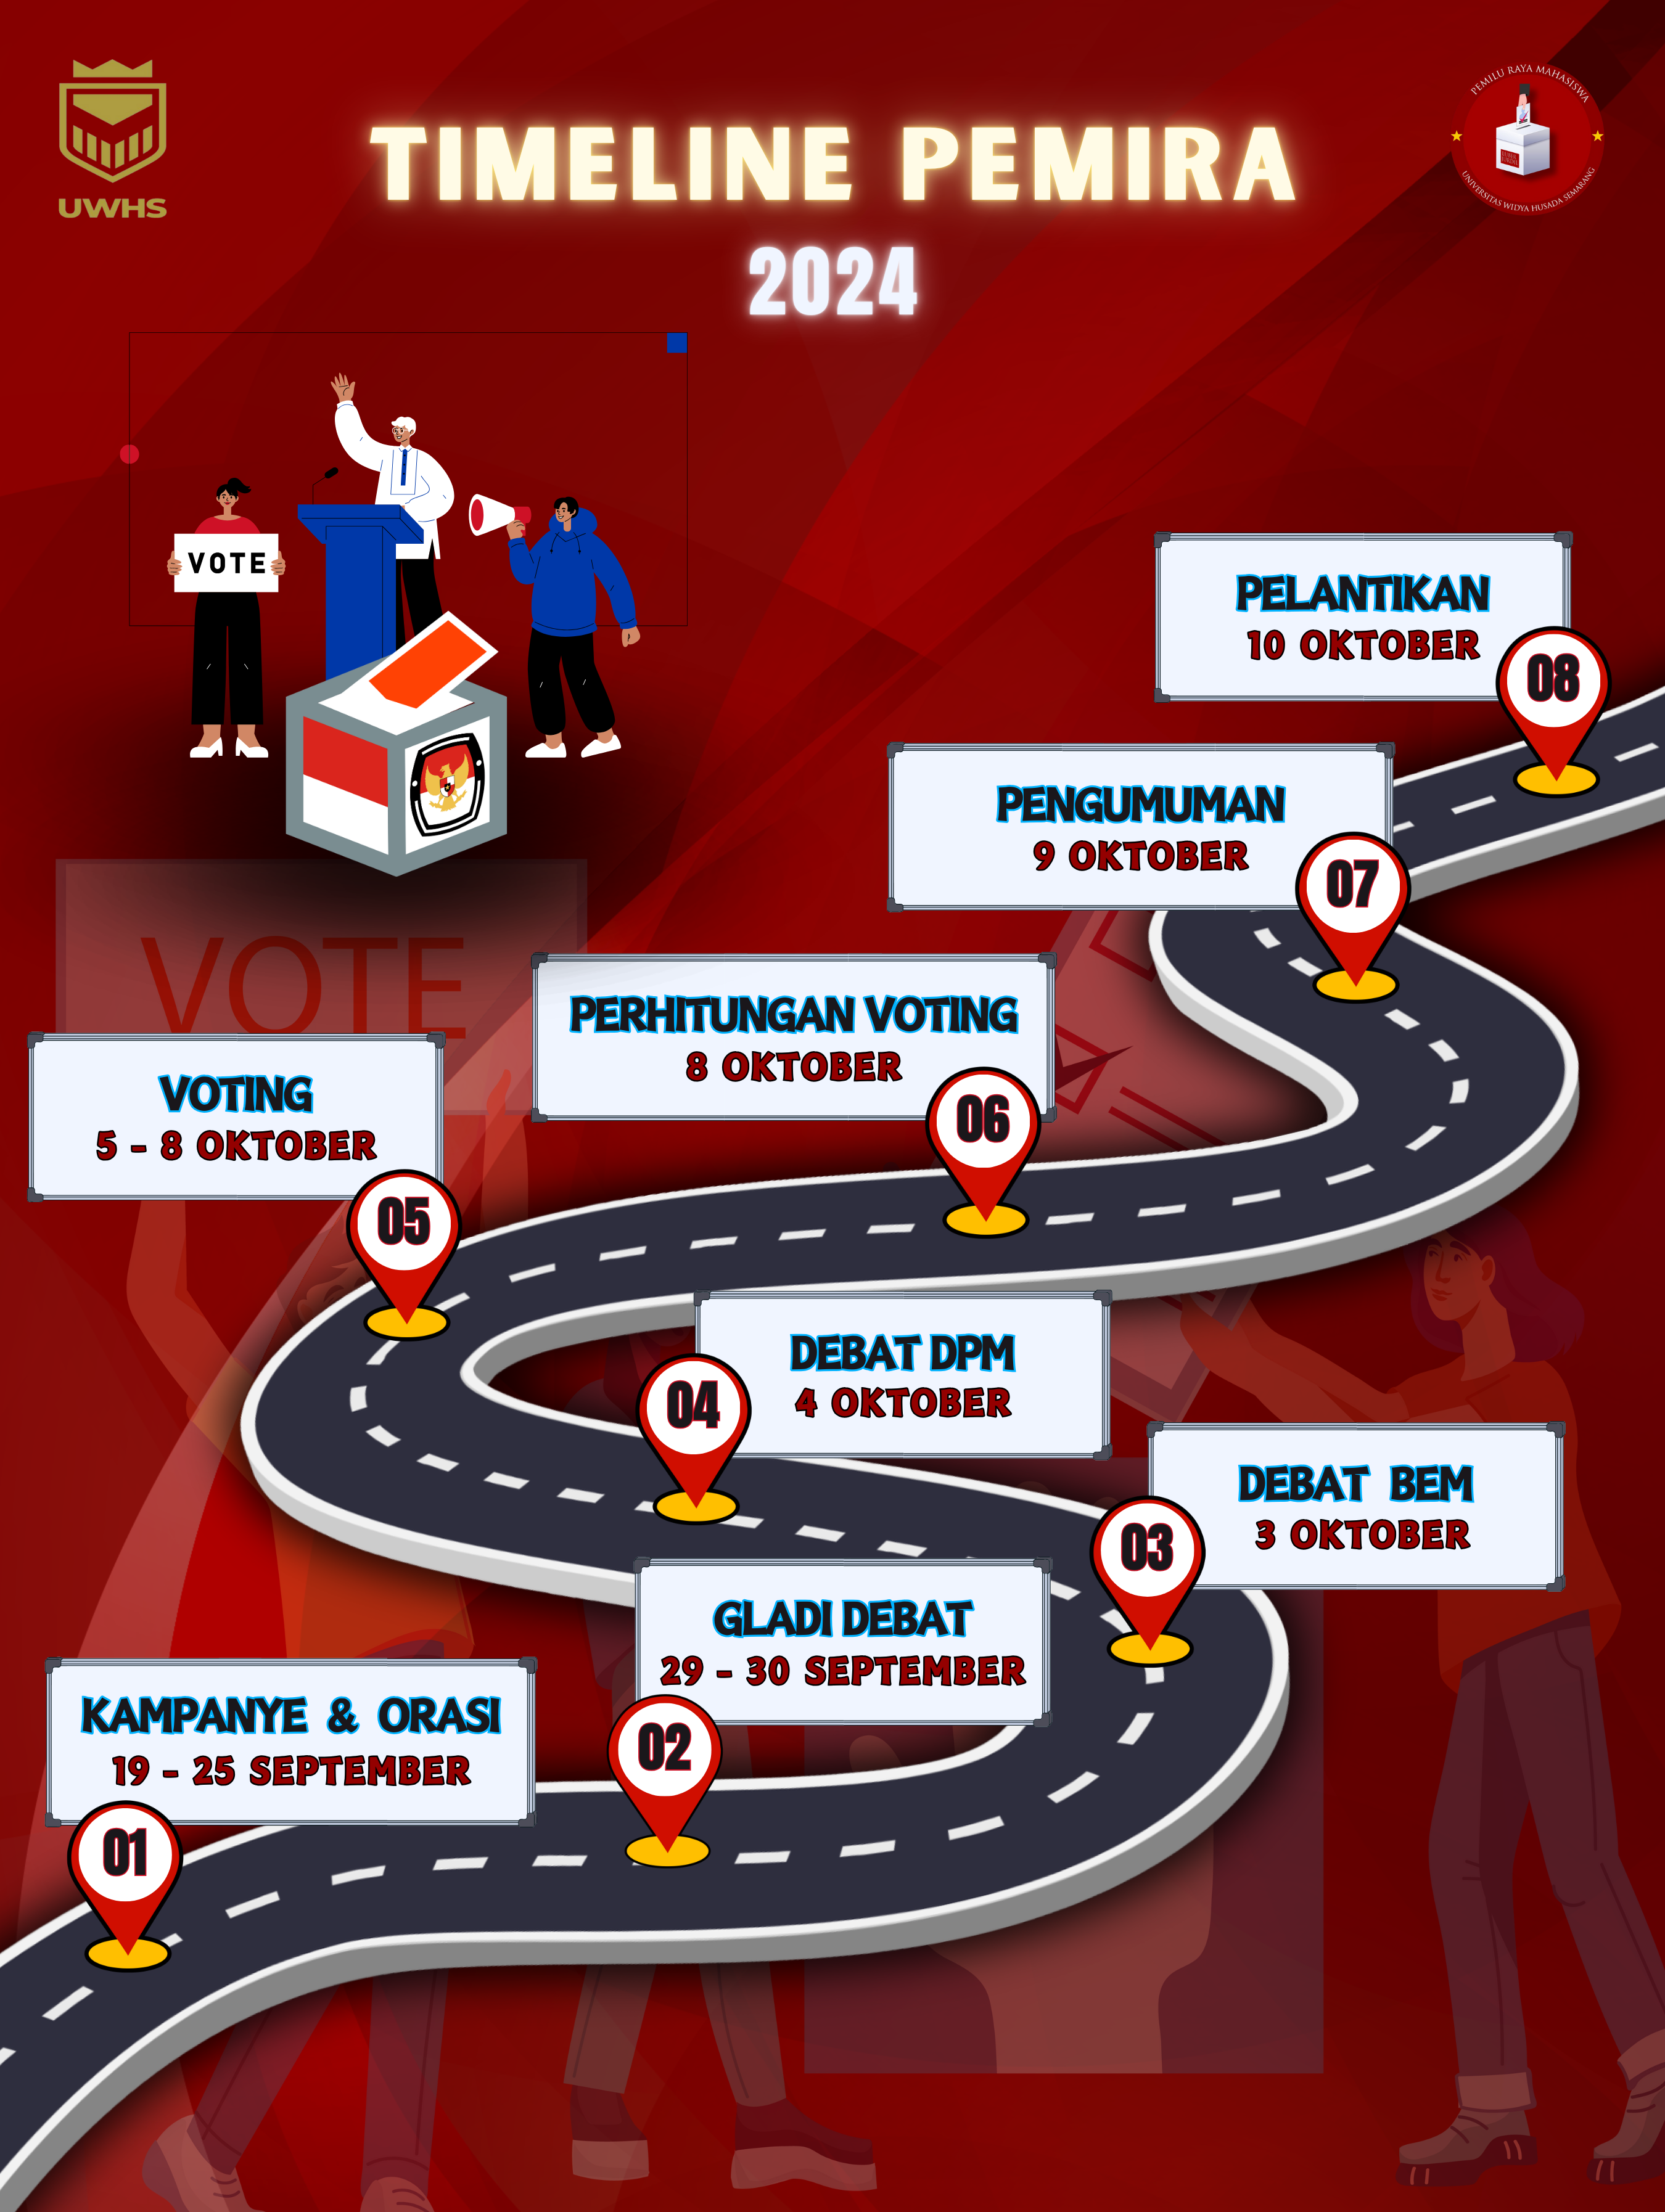 UWHS
TIMELINE PEMIRA
2024
PEMILU RAYA MAHASISWA
UNIVERSITAS WIDYA HUSADA SEMARANG
VOTE
PELANTIKAN
10 OKTOBER
08
PENGUMUMAN
9 OKTOBER
07
VOTE
PERHITUNGAN VOTING
8 OKTOBER
06
VOTING
5 - 8 OKTOBER
05
DEBAT DPM
4 OKTOBER
04
DEBAT BEM
3 OKTOBER
03
GLADI DEBAT
29 - 30 SEPTEMBER
02
KAMPANYE & ORASI
19 - 25 SEPTEMBER
01